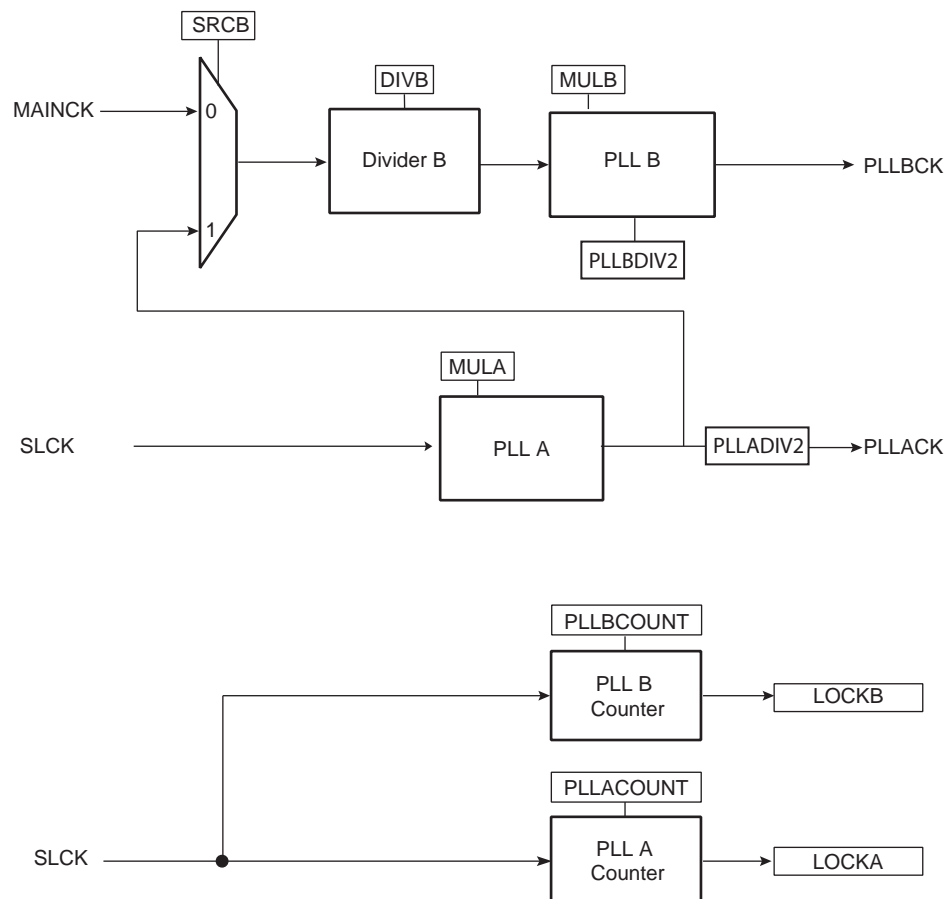 SRCB
DIVB
MULB
MAINCK
0
Divider B
PLL B
PLLBCK
1
PLLBDIV2
MULA
SLCK
PLL A
PLLADIV2
PLLACK
PLLBCOUNT
PLL B
Counter
LOCKB
PLLACOUNT
SLCK
PLL A
Counter
LOCKA